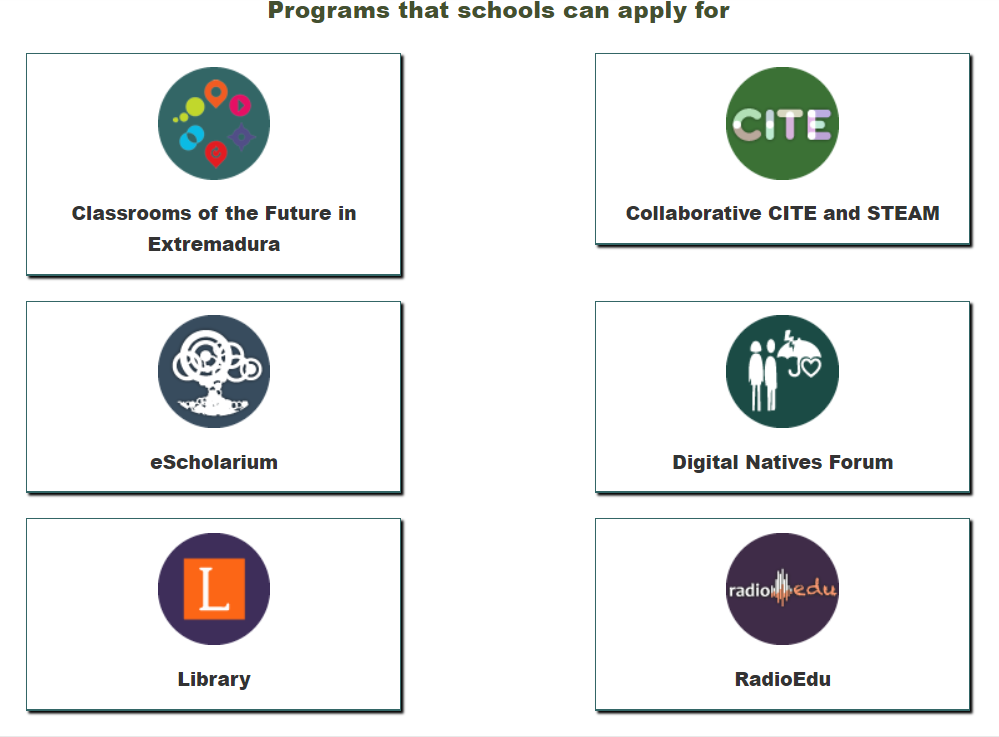 Programs that schools can apply for
CITE
Classrooms of the Future in
Extremadura
Collaborative CITE and STEAM
eScholarium
Digital Natives Forum
L
radio edu
Library
RadioEdu